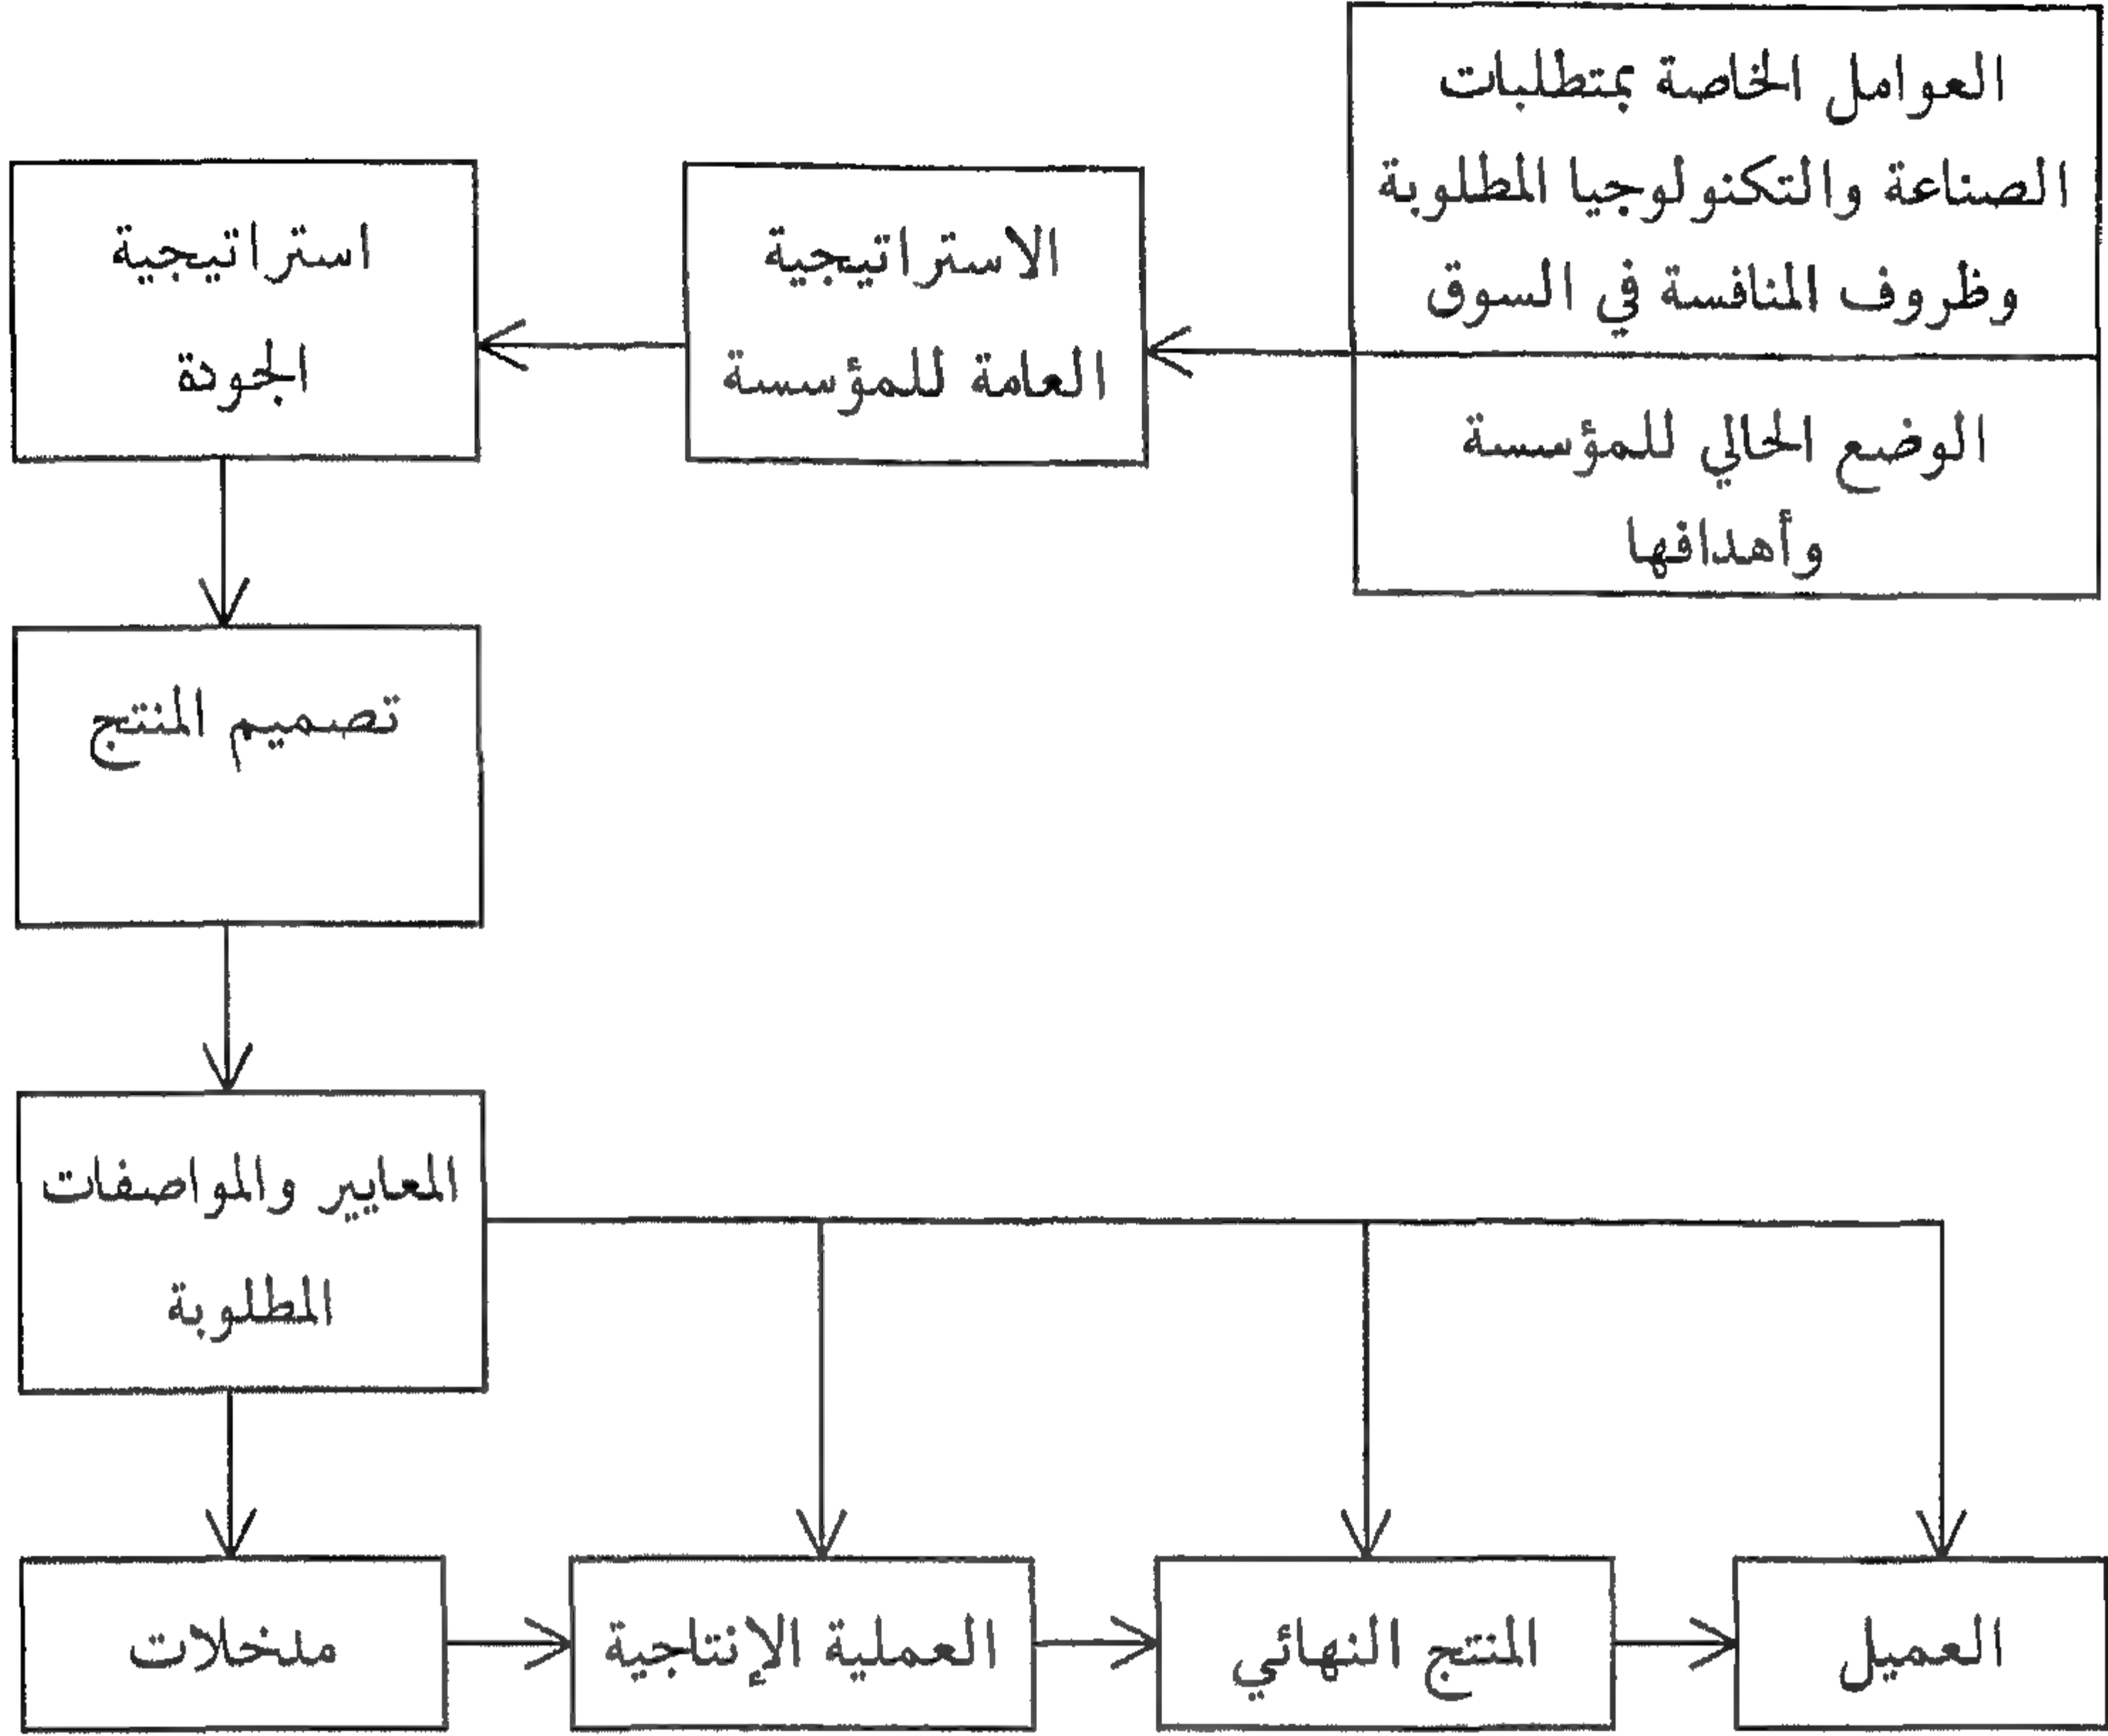 العوامل الخاصة بمتطلبات
الصناعة والتكنولوجيا المطلوبة
وظروف المنافسة في السوق
الوضع الحالي للمؤسسة
وأهدافها
الاستراتيجية
العامة للمؤسسة
استراتيجية
الجودة
تصميم المنتج
المعايير والمواصفات
المطلوبة
مدخلات
العملية الإنتاجية
المنتج النهائي
العميل